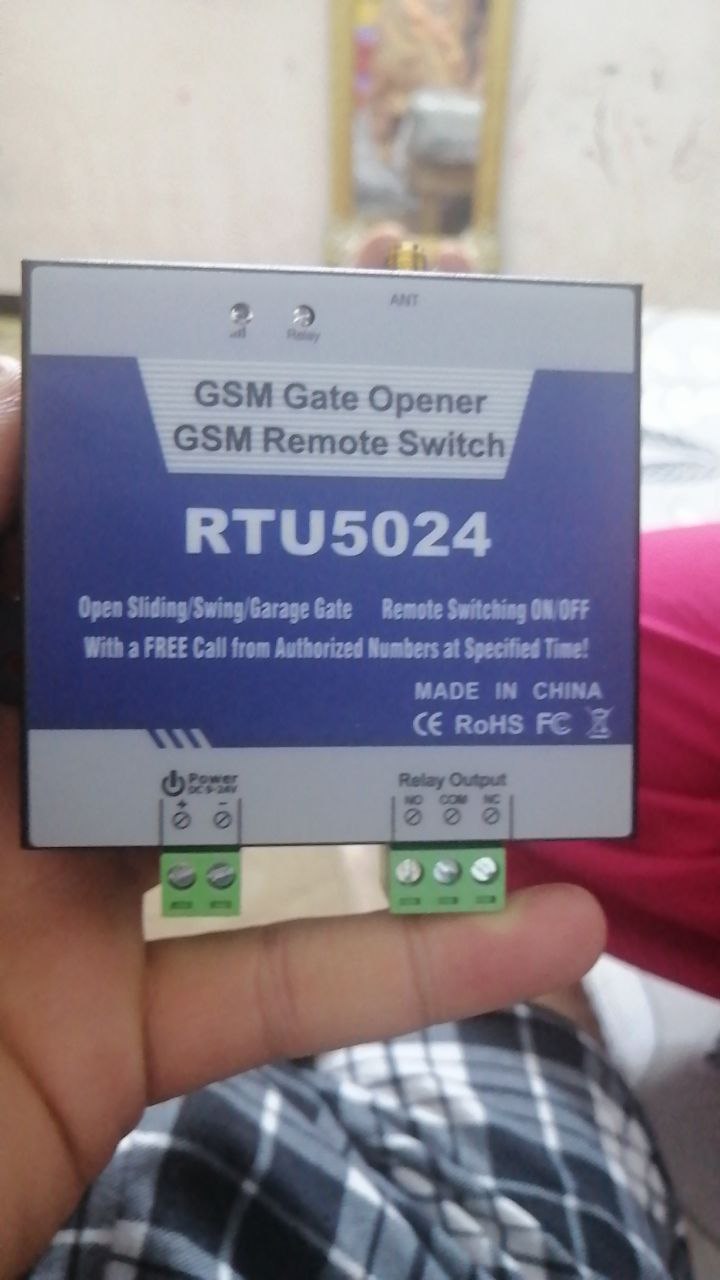 ANT
Relay
GSM Gate Opener
GSM Remote Switch
RTU5024
Open Sliding/Swing/Garage Gate Remote Switching ON/OFF
With a FREE Call from Authorized Numbers at Specified Time!
MADE IN CHINA
CE RoHS FC
Power
DC 9-24V
+ -
Relay Output
NO COM NC